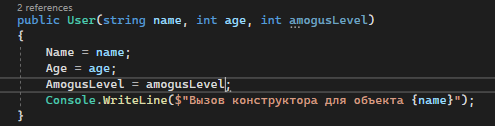 2 references
public User(string name, int age, int amogusLevel)
{
Name = name;
Age = age;
AmogusLevel = amogusLevel;
Console.WriteLine($"Вызов конструктора для объекта {name}");
}